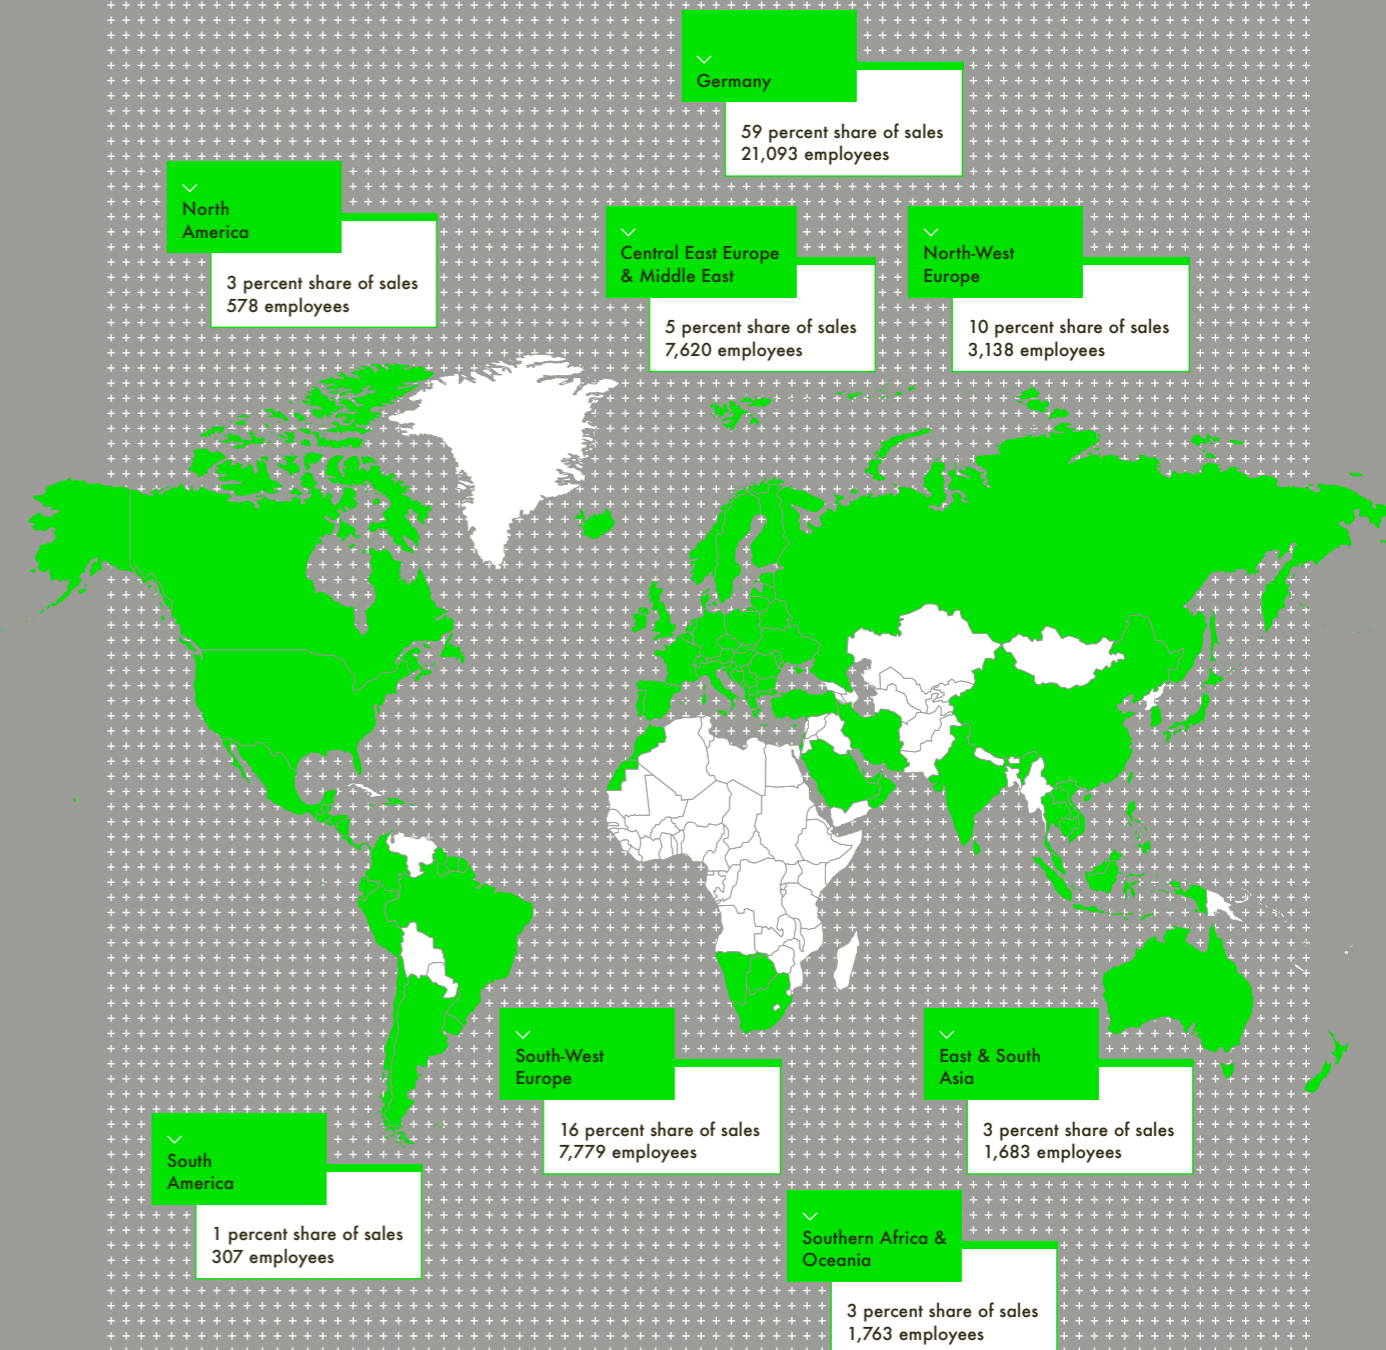 Germany
59 percent share of sales
21,093 employees
North
America
3 percent share of sales
578 employees
Central East Europe
& Middle East
5 percent share of sales
7,620 employees
North-West
Europe
10 percent share of sales
3,138 employees
South-West
Europe
16 percent share of sales
7,779 employees
East & South
Asia
3 percent share of sales
1,683 employees
South
America
1 percent share of sales
307 employees
Southern Africa &
Oceania
3 percent share of sales
1,763 employees